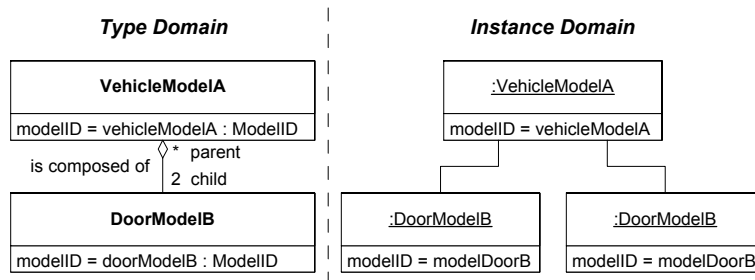 Type Domain
VehicleModelA
modelID = vehicleModelA : ModelID
is composed of
* parent
2 child
DoorModelB
modelID = doorModelB : ModelID
Instance Domain
:VehicleModelA
modelID = vehicleModelA
:DoorModelB
modelID = modelDoorB
:DoorModelB
modelID = modelDoorB